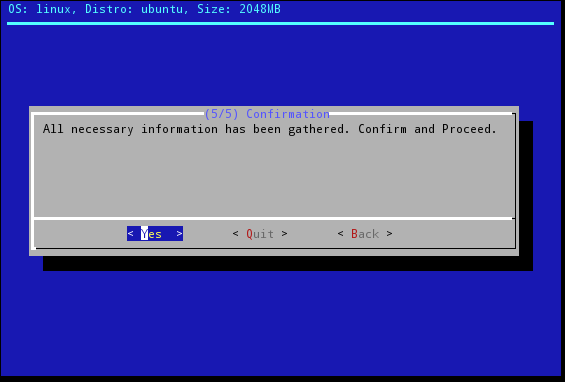 OS: linux, Distro: ubuntu, Size: 2048MB
(5/5) Confirmation
All necessary information has been gathered. Confirm and Proceed.
< Yes > < Quit > < Back >